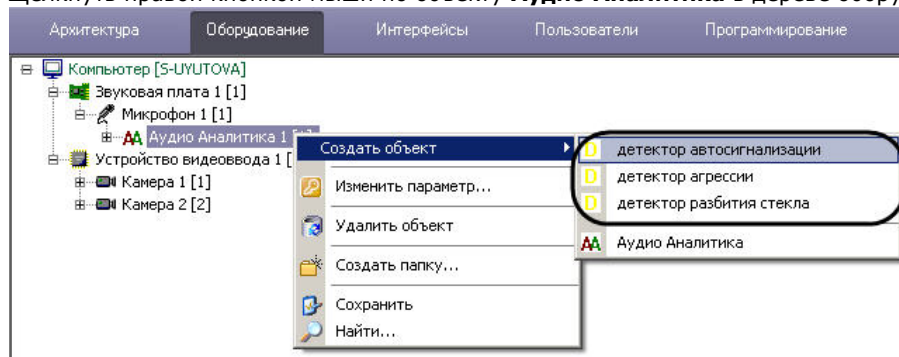 щелкнуть правой кнопкой мыши по объекту Аудио Аналитика в дереве
Архитектура Оборудование Интерфейсы Пользователи Программирование
Компьютер [S-UYUTOVA]
Звуковая плата 1 [1]
Микрофон 1 [1]
Аудио Аналитика 1
Устройство видеоввода 1 [
Камера 1 [1]
Камера 2 [2]
Создать объект
Изменить параметр...
Удалить объект
Создать папку...
Сохранить
Найти...
D детектор автосигнализации
D детектор агрессии
D детектор разбития стекла
АА Аудио Аналитика